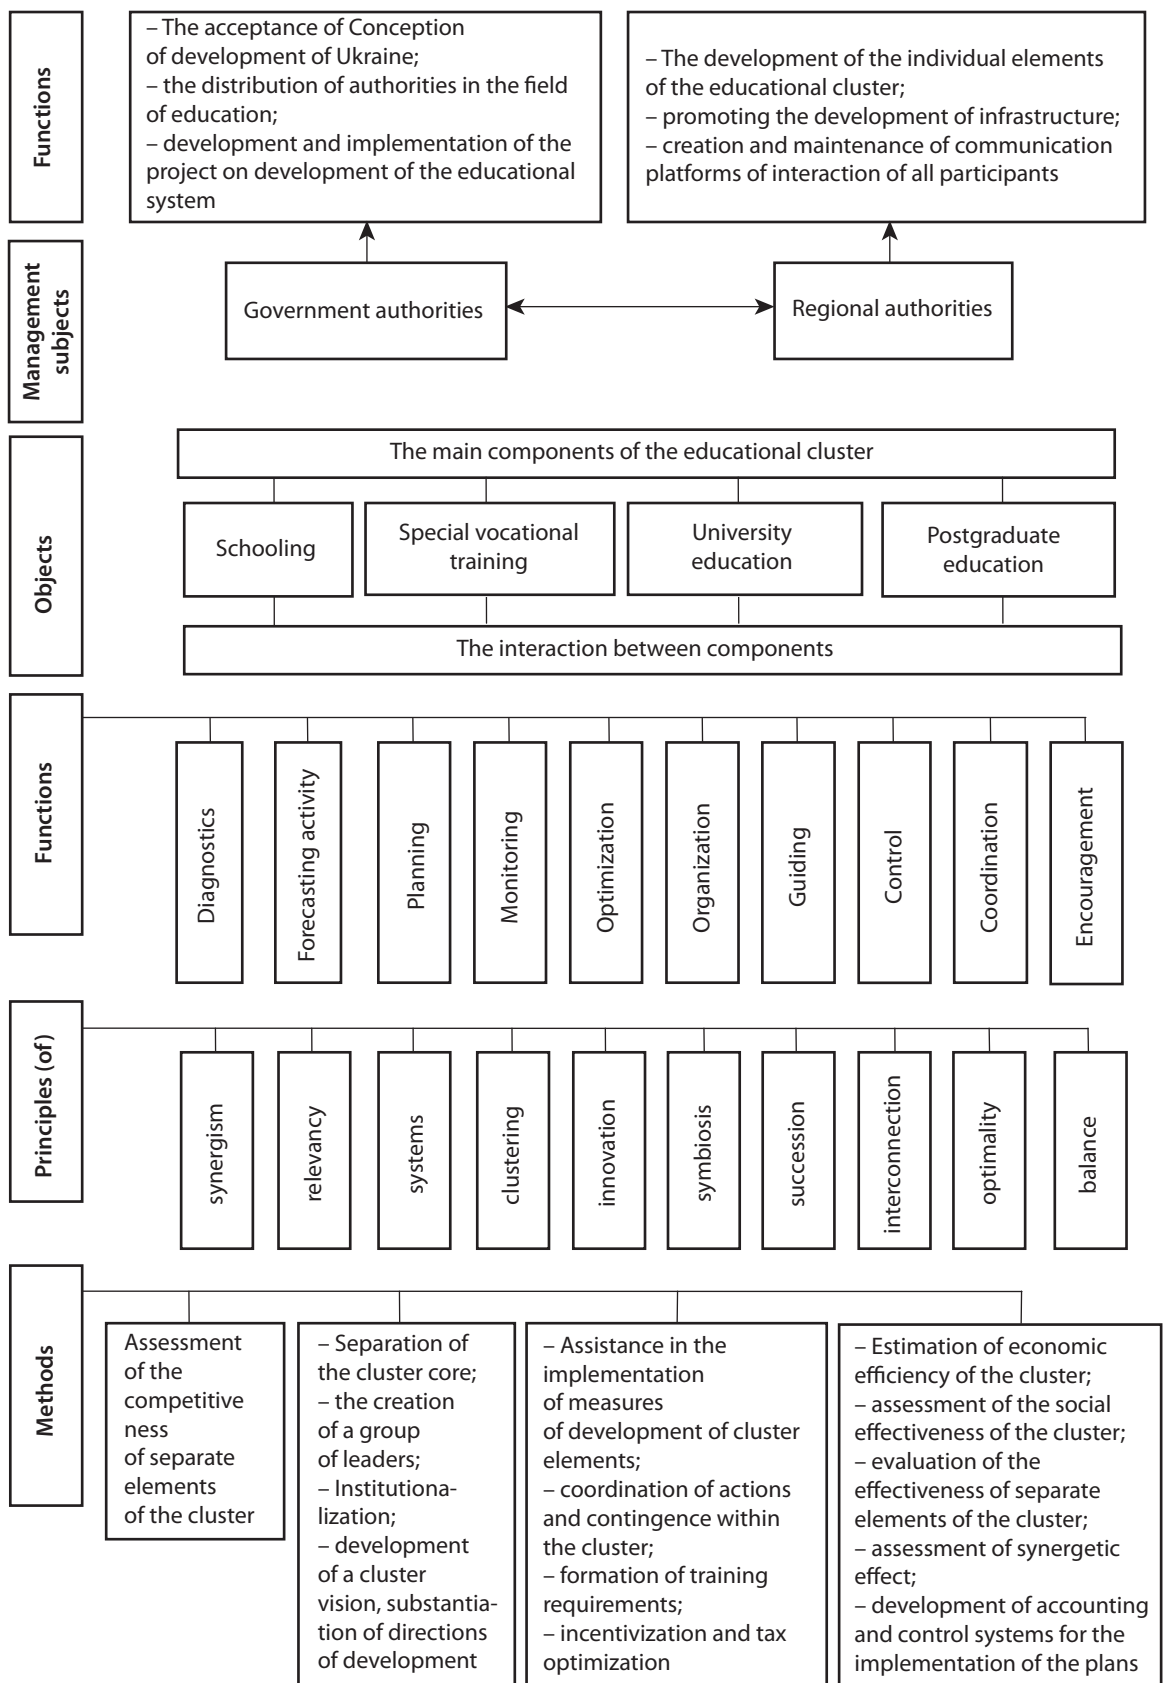 Functions
– The acceptance of Conception
of development of Ukraine;
– the distribution of authorities in the field
of education;
– development and implementation of the
project on development of the educational
system
– The development of the individual elements
of the educational cluster;
– promoting the development of infrastructure;
– creation and maintenance of communication
platforms of interaction of all participants
Management
subjects
Government authorities
Regional authorities
Objects
The main components of the educational cluster
Schooling
Special vocational
training
University
education
Postgraduate
education
The interaction between components
Functions
Diagnostics
Forecasting activity
Planning
Monitoring
Optimization
Organization
Guiding
Control
Coordination
Encouragement
Principles (of)
synergism
relevancy
systems
clustering
innovation
symbiosis
succession
interconnection
optimality
balance
Methods
Assessment
of the
competitive
ness
of separate
elements
of the cluster
– Separation of
the cluster core;
– the creation
of a group
of leaders;
– Institutiona-
lization;
– development
of a cluster
vision, substantia-
tion of directions
of development
– Assistance in the
implementation
of measures
of development of cluster
elements;
– coordination of actions
and contingence within
the cluster;
– formation of training
requirements;
– incentivization and tax
optimization
– Estimation of economic
efficiency of the cluster;
– assessment of the social
effectiveness of the cluster;
– evaluation of the
effectiveness of separate
elements of the cluster;
– assessment of synergetic
effect;
– development of accounting
and control systems for the
implementation of the plans